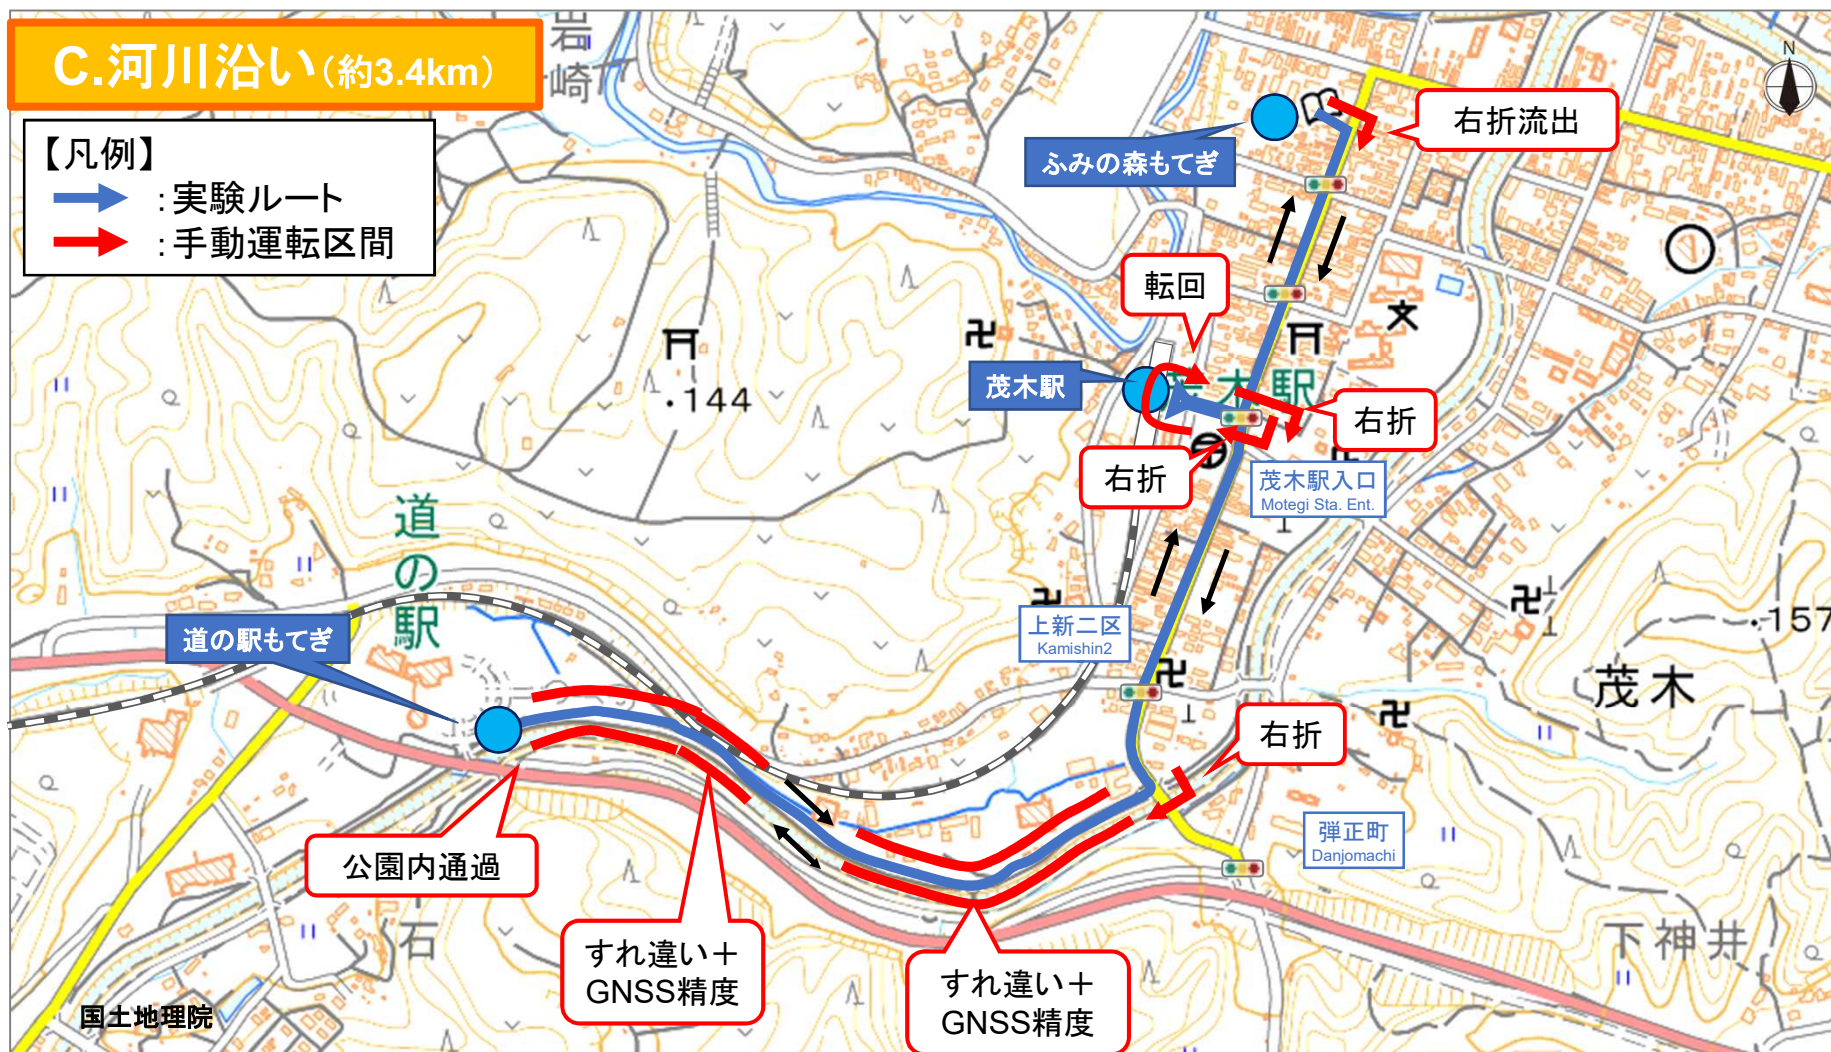 C.河川沿い(約3.4km)
【凡例】
:実験ルート
:手動運転区間
岩崎
N
右折流出
ふみの森もてぎ
転回
茂木駅
茂木駅
・144
右折
右折
茂木駅入口
Motegi Sta. Ent.
道の駅
道の駅もてぎ
上新二区
Kamishin2
・157
茂木
右折
弾正町
Danjomachi
公園内通過
すれ違い+
GNSS精度
すれ違い+
GNSS精度
石
下神井
国土地理院